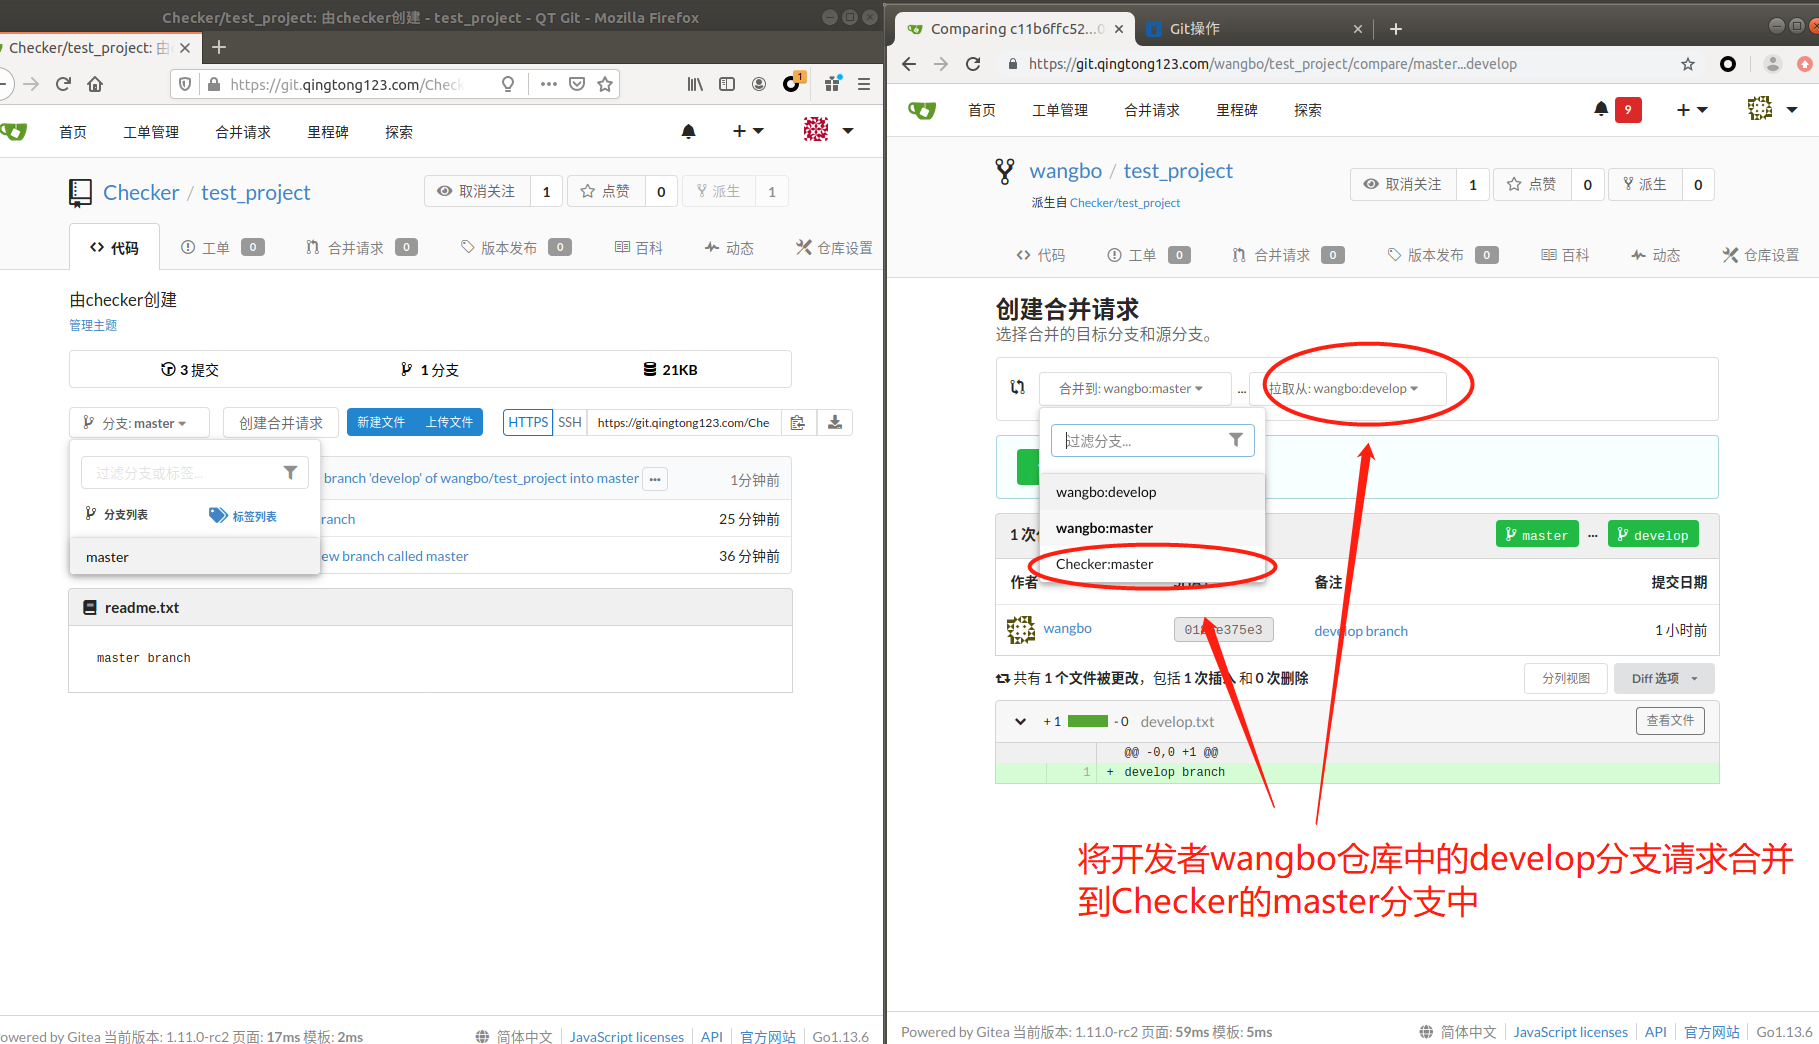 Checker/test_project: 由checker创建 - test_project - QT Git - Mozilla Firefox
Checker/test_project: 由
https://git.qingtong123.com/Check
1
首页 工单管理 合并请求 里程碑 探索
Checker / test_project
取消关注 1 点赞 0 派生 1
代码 工单 0 合并请求 0 版本发布 0 百科 动态 仓库设置
由checker创建
管理主题
3 提交 1 分支 21KB
分支: master 创建合并请求 新建文件 上传文件 HTTPS SSH https://git.qingtong123.com/Che
过滤分支或标签...
分支列表 标签列表
master
branch 'develop' of wangbo/test_project into master ... 1分钟前
ranch 25 分钟前
ew branch called master 36 分钟前
readme.txt
master branch
owered by Gitea 当前版本: 1.11.0-rc2 页面: 17ms 模板: 2ms 简体中文 JavaScript licenses API 官方网站 Go1.13.6
Comparing c11b6ffc52...0
Git操作
https://git.qingtong123.com/wangbo/test_project/compare/master...develop
首页 工单管理 合并请求 里程碑 探索 9
wangbo / test_project
派生自 Checker/test_project
取消关注 1 点赞 0 派生 0
代码 工单 0 合并请求 0 版本发布 0 百科 动态 仓库设置
创建合并请求
选择合并的目标分支和源分支。
合并到: wangbo:master ... 拉取从: wangbo:develop
过滤分支...
wangbo:develop
wangbo:master
Checker:master
1 次 master ... develop
作者 备注 提交日期
wangbo develop branch 1 小时前
共有 1 个文件被更改，包括 1 次插入 和 0 次删除 分列视图 Diff 选项
+ 1 - 0 develop.txt 查看文件
@@ -0,0 +1 @@
1 + develop branch
将开发者wangbo仓库中的develop分支请求合并
到Checker的master分支中
Powered by Gitea 当前版本: 1.11.0-rc2 页面: 59ms 模板: 5ms 简体中文 JavaScript licenses API 官方网站 Go1.13.6